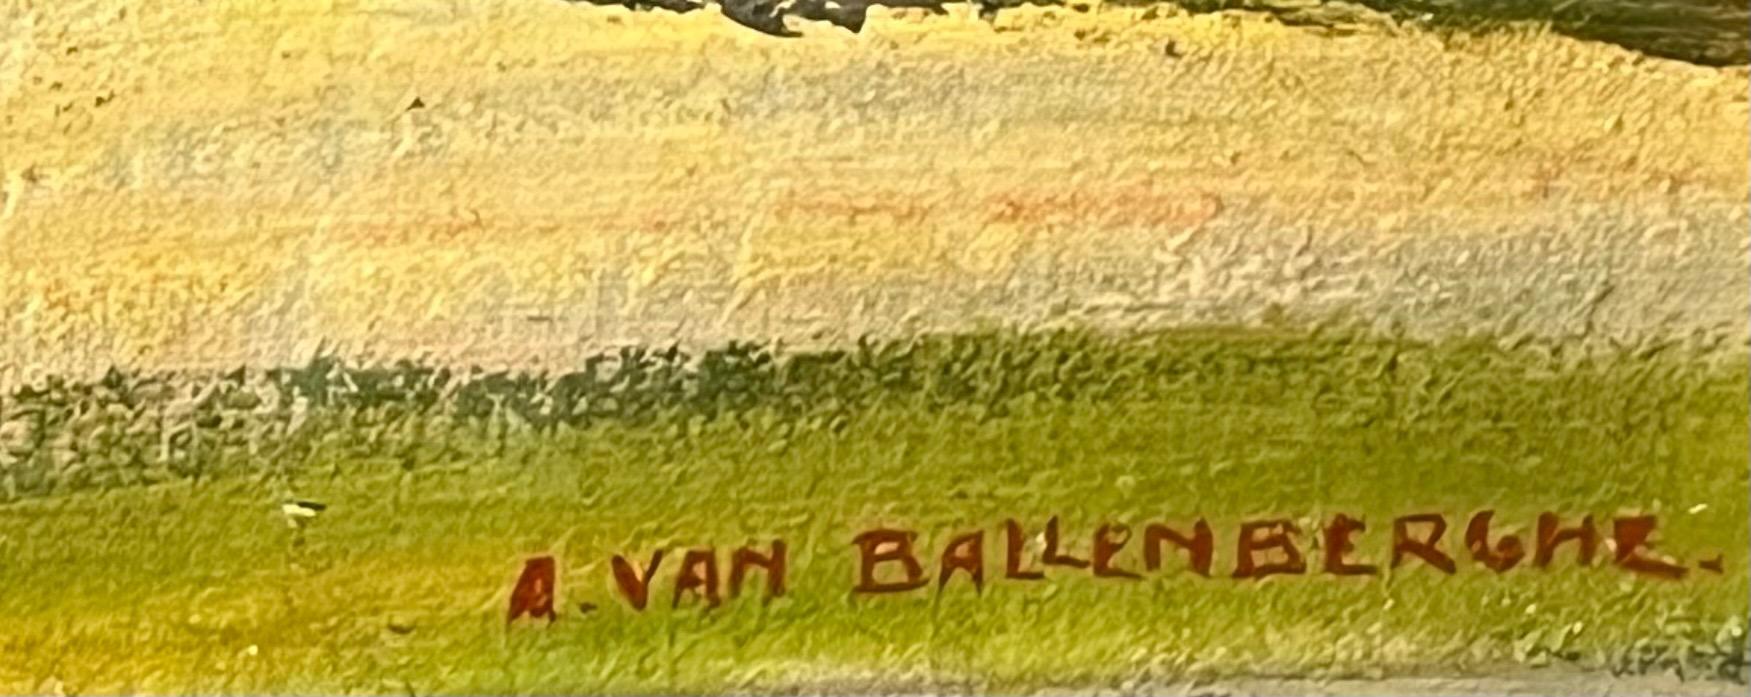 A. VAN BALLENBERGHE.